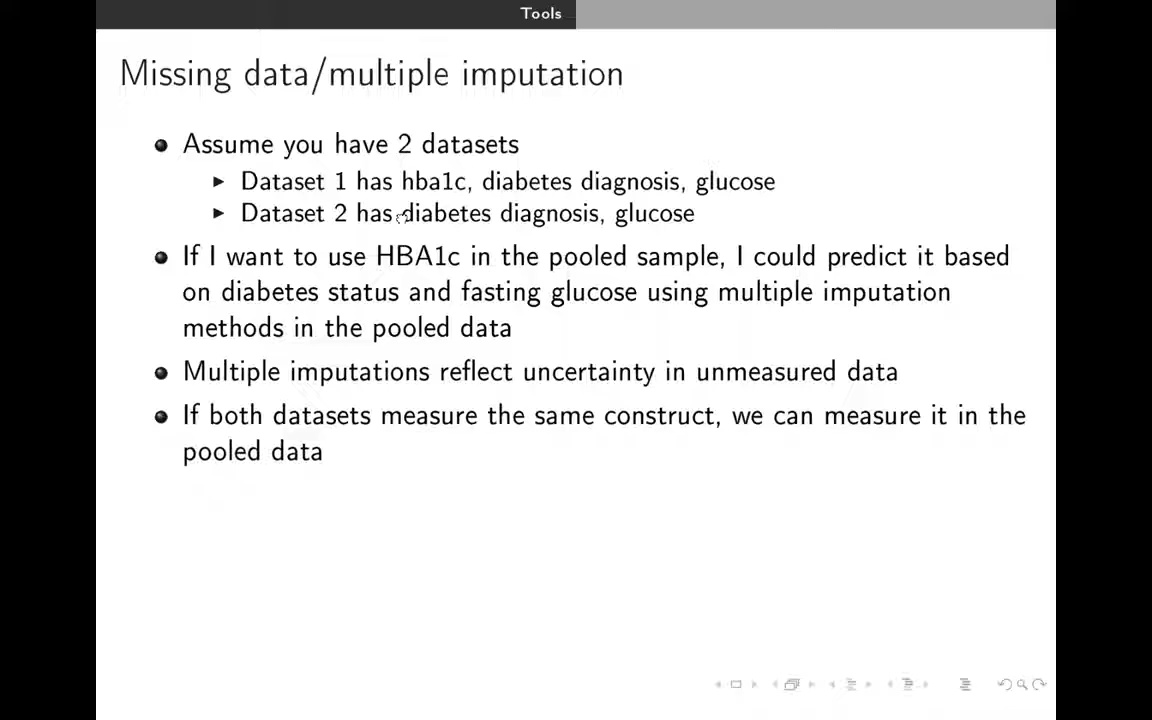 Tools
Missing data/multiple imputation
Assume you have 2 datasets
Dataset 1 has hba1c, diabetes diagnosis, glucose
Dataset 2 has diabetes diagnosis, glucose
If I want to use HBA1c in the pooled sample, I could predict it based
on diabetes status and fasting glucose using multiple imputation
methods in the pooled data
Multiple imputations reflect uncertainty in unmeasured data
If both datasets measure the same construct, we can measure it in the
pooled data